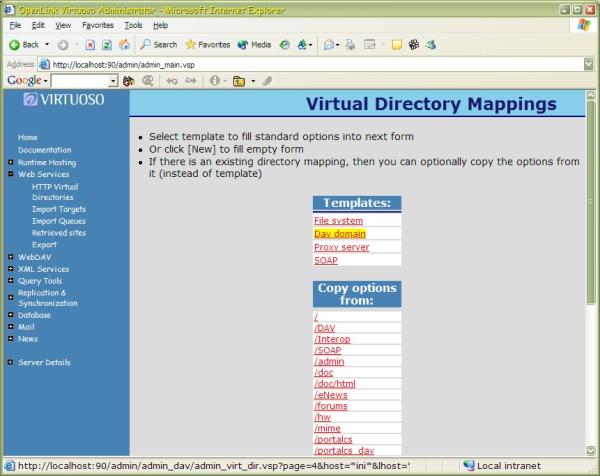 OpenLink Virtuoso Administrator - Microsoft Internet Explorer
File Edit View Favorites Tools Help
Back Search Favorites Media
Address http://localhost:90/admin/admin_main.vsp
Google
VIRTUOSO
Home
Documentation
Runtime Hosting
Web Services
HTTP Virtual
Directories
Import Targets
Import Queues
Retrieved sites
Export
WebDAV
XML Services
Query Tools
Replication &
Synchronization
Database
Mail
News
Server Details
Virtual Directory Mappings
Select template to fill standard options into next form
Or click [New] to fill empty form
If there is an existing directory mapping, then you can optionally copy the options from
it (instead of template)
Templates:
File system
Dav domain
Proxy server
SOAP
Copy options
from:
/
/DAV
/Interop
/SOAP
/admin
/doc
/doc/html
/eNews
/forums
/hw
/mime
/portalcs
/portalcs_dav
http://localhost:90/admin/admin_dav/admin_virt_dir.vsp?page=4&host=*ini*&lhost=*
Local intranet